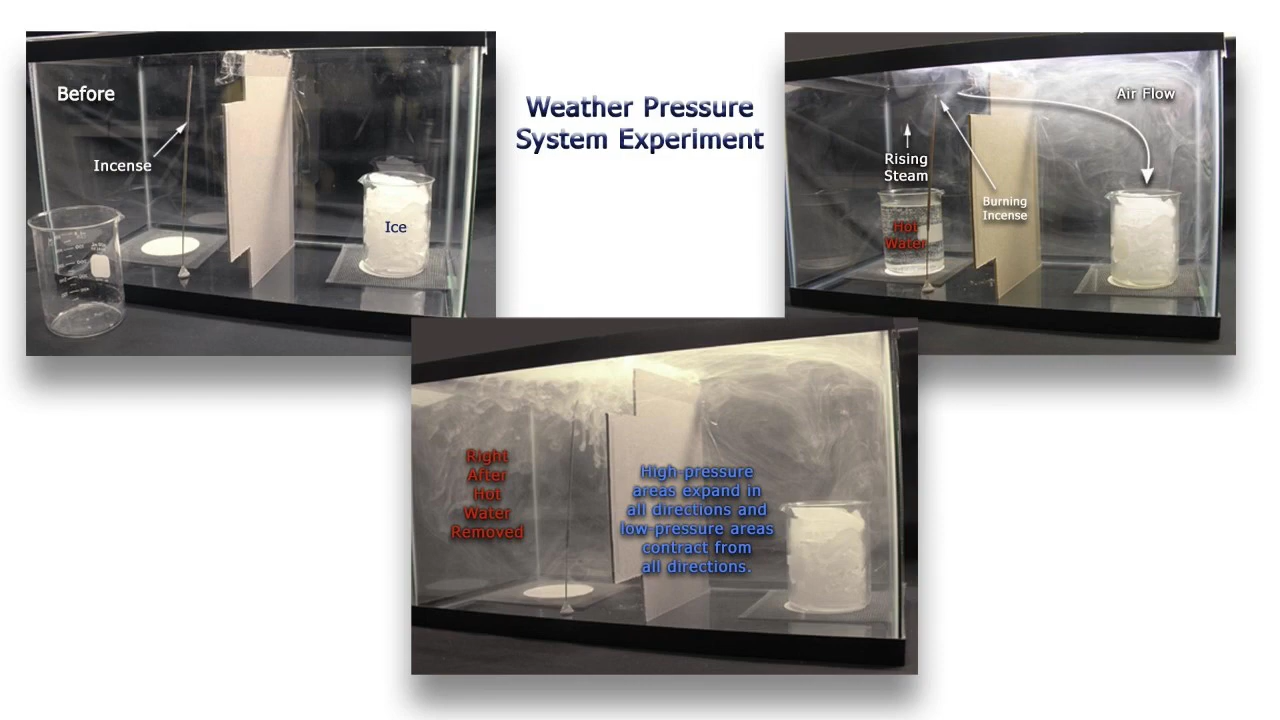 Before
Incense
Ice
Weather Pressure
System Experiment
Air Flow
Rising
Steam
Burning
Incense
Hot
Water
Right
After
Hot
Water
Removed
High-pressure
areas expand in
all directions and
low-pressure areas
contract from
all directions.